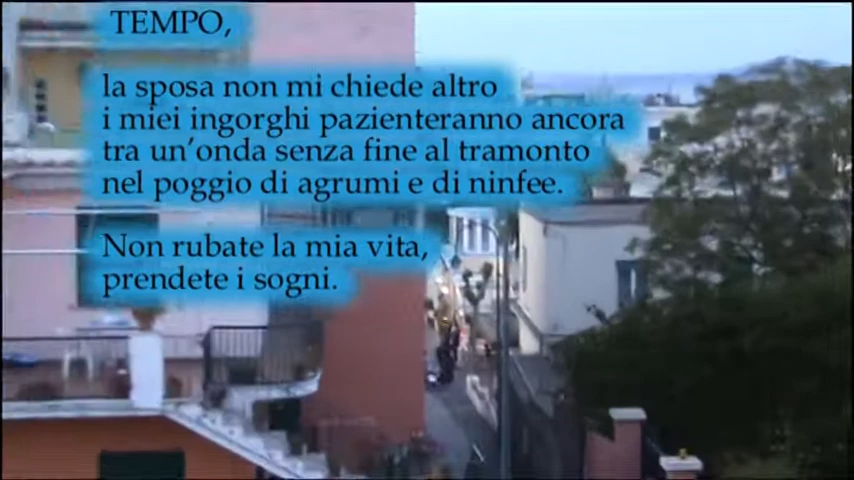 TEMPO,
la sposa non mi chiede altro
i miei ingorghi pazienteranno ancora
tra un'onda senza fine al tramonto
nel poggio di agrumi e di ninfee.
Non rubate la mia vita,
prendete i sogni.